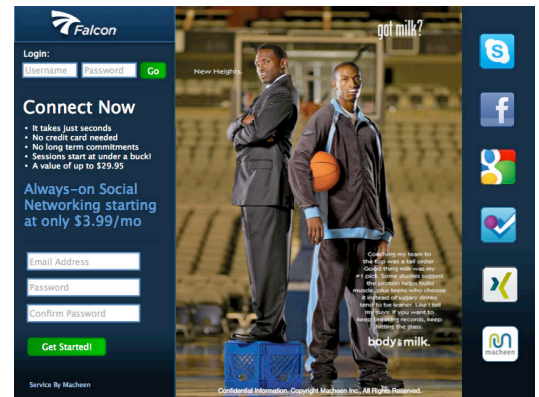 Falcon
Login:
Username
Password
Go
Connect Now
• It takes just seconds
• No credit card needed
• No long term commitments
• Sessions start at under a buck!
• A value of up to $29.95
Always-on Social
Networking starting
at only $3.99/mo
Email Address
Password
Confirm Password
Get Started!
Service By Macheen
got milk?
New Heights.
Coaching my team to
the top was a tall order.
Good thing milk was my
#1 pick. Some studies suggest
the protein helps build
muscle, plus teens who choose
it instead of sugary drinks
tend to be leaner. Like I tell
my guys: If you want to
keep breaking records, keep
hitting the glass.
body by milk.
Confidential Information. Copyright Macheen Inc., All Rights Reserved.
S
f
g
macheen